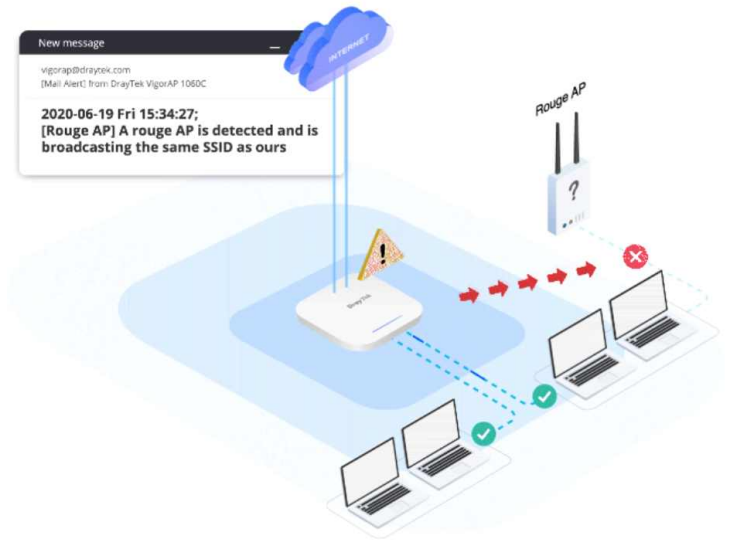 New message
vigorap@draytek.com
[Mail Alert] from DrayTek VigorAP 1060C
2020-06-19 Fri 15:34:27;
[Rouge AP] A rouge AP is detected and is
broadcasting the same SSID as ours
INTERNET
Rouge AP
?
!
DrayTek